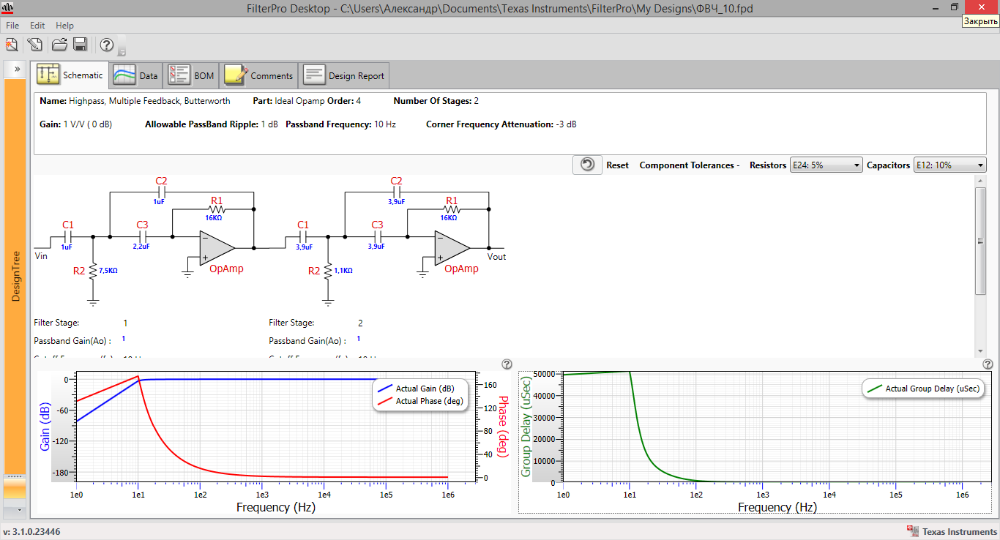 FilterPro Desktop - C:\Users\Александр\Documents\Texas Instruments\FilterPro\My Designs\ФВЧ_10.fpd
Закрыть
File Edit Help
» Schematic Data BOM Comments Design Report
Name: Highpass, Multiple Feedback, Butterworth Part: Ideal Opamp Order: 4 Number Of Stages: 2
Gain: 1 V/V ( 0 dB) Allowable PassBand Ripple: 1 dB Passband Frequency: 10 Hz Corner Frequency Attenuation: -3 dB
Reset Component Tolerances - Resistors E24: 5% Capacitors E12: 10%
DesignTree
C2 C2
1uF 3,9uF
R1 R1
16KΩ 16KΩ
C1 C3 C1 C3
1uF 2,2uF 3,9uF 3,9uF
Vin Vout
R2 7,5KΩ OpAmp R2 1,1KΩ OpAmp
Filter Stage: 1 Filter Stage: 2
Passband Gain(Ao) : 1 Passband Gain(Ao) : 1
Gain (dB)
0
-60
-120
-180
Actual Gain (dB)
Actual Phase (deg)
160
120
80
40
0
Phase (deg)
1e0 1e1 1e2 1e3 1e4 1e5 1e6
Frequency (Hz)
Group Delay (uSec)
50000
40000
30000
20000
10000
0
Actual Group Delay (uSec)
1e0 1e1 1e2 1e3 1e4 1e5 1e6
Frequency (Hz)
v: 3.1.0.23446 Texas Instruments